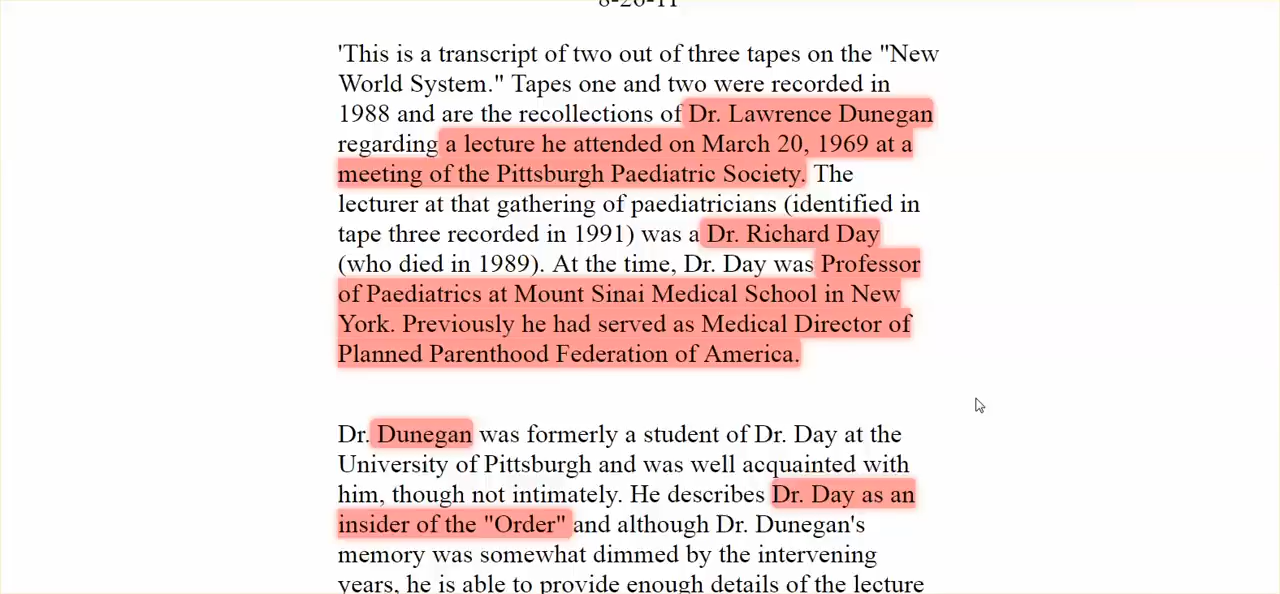 8-26-11
'This is a transcript of two out of three tapes on the "New
World System." Tapes one and two were recorded in
1988 and are the recollections of Dr. Lawrence Dunegan
regarding a lecture he attended on March 20, 1969 at a
meeting of the Pittsburgh Paediatric Society. The
lecturer at that gathering of paediatricians (identified in
tape three recorded in 1991) was a Dr. Richard Day
(who died in 1989). At the time, Dr. Day was Professor
of Paediatrics at Mount Sinai Medical School in New
York. Previously he had served as Medical Director of
Planned Parenthood Federation of America.
Dr. Dunegan was formerly a student of Dr. Day at the
University of Pittsburgh and was well acquainted with
him, though not intimately. He describes Dr. Day as an
insider of the "Order" and although Dr. Dunegan's
memory was somewhat dimmed by the intervening
years, he is able to provide enough details of the lecture